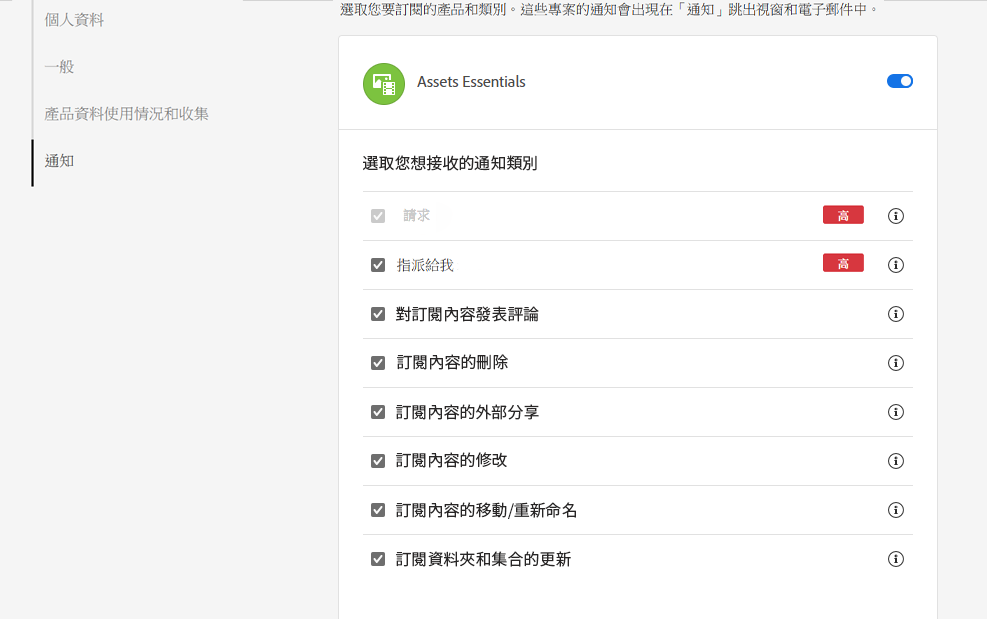 選取您要訂閱的產品和類別。這些專案的通知會出現在「通知」跳出視窗和電子郵件中。
個人資料
一般
產品資料使用情況和收集
通知
Assets Essentials
選取您想接收的通知類別
請求 高
指派給我 高
對訂閱內容發表評論
訂閱內容的刪除
訂閱內容的外部分享
訂閱內容的修改
訂閱內容的移動/重新命名
訂閱資料夾和集合的更新